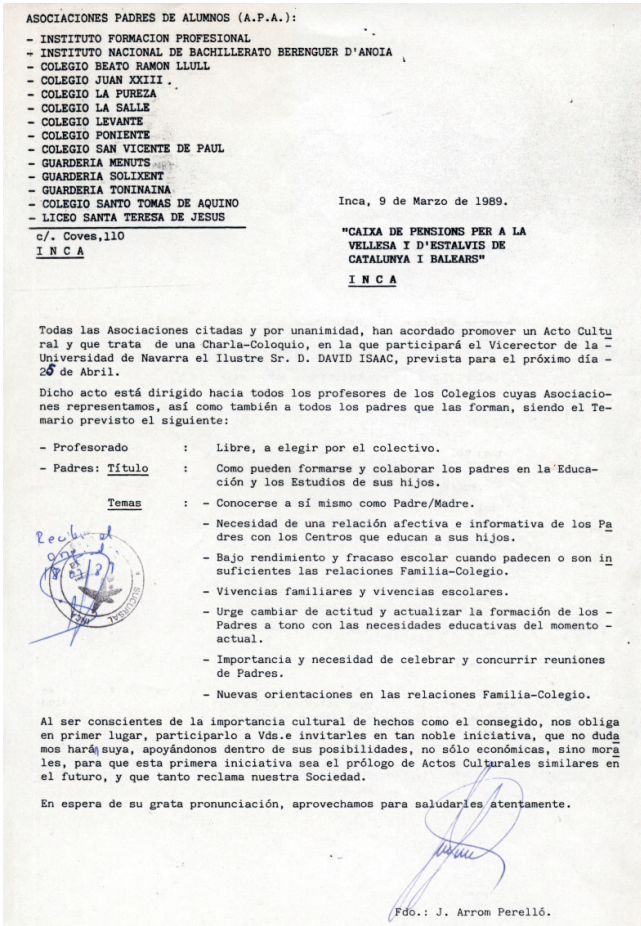 ASOCIACIONES PADRES DE ALUMNOS (A.P.A.):
- INSTITUTO FORMACION PROFESIONAL
- INSTITUTO NACIONAL DE BACHILLERATO BERENGUER D'ANOIA
- COLEGIO BEATO RAMON LLULL
- COLEGIO JUAN XXIII.
- COLEGIO LA PUREZA
- COLEGIO LA SALLE
- COLEGIO LEVANTE
- COLEGIO PONIENTE
- COLEGIO SAN VICENTE DE PAUL
- GUARDERIA MENUTS
- GUARDERIA SOLIXENT
- GUARDERIA TONINAINA
- COLEGIO SANTO TOMAS DE AQUINO
- LICEO SANTA TERESA DE JESUS
c/. Coves,110
I N C A
Inca, 9 de Marzo de 1989.
"CAIXA DE PENSIONS PER A LA
VELLESA I D'ESTALVIS DE
CATALUNYA I BALEARS"
I N C A
Todas las Asociaciones citadas y por unanimidad, han acordado promover un Acto Cultu
ral y que trata de una Charla-Coloquio, en la que participará el Vicerector de la -
Universidad de Navarra el Ilustre Sr. D. DAVID ISAAC, prevista para el próximo día -
25 de Abril.
Dicho acto está dirigido hacia todos los profesores de los Colegios cuyas Asociacio-
nes representamos, así como también a todos los padres que las forman, siendo el Te-
mario previsto el siguiente:
- Profesorado : Libre, a elegir por el colectivo.
- Padres: Título : Como pueden formarse y colaborar los padres en la Educa-
ción y los Estudios de sus hijos.
Temas : - Conocerse a sí mismo como Padre/Madre.
- Necesidad de una relación afectiva e informativa de los Pa
dres con los Centros que educan a sus hijos.
- Bajo rendimiento y fracaso escolar cuando padecen o son in
suficientes las relaciones Familia-Colegio.
- Vivencias familiares y vivencias escolares.
- Urge cambiar de actitud y actualizar la formación de los -
Padres a tono con las necesidades educativas del momento -
actual.
- Importancia y necesidad de celebrar y concurrir reuniones
de Padres.
- Nuevas orientaciones en las relaciones Familia-Colegio.
el
SUCURSAL
INCA
Al ser conscientes de la importancia cultural de hechos como el consegido, nos obliga
en primer lugar, participarlo a Vds.e invitarles en tan noble iniciativa, que no duda
mos harán suya, apoyándonos dentro de sus posibilidades, no sólo económicas, sino mora
les, para que esta primera iniciativa sea el prólogo de Actos Culturales similares en
el futuro, y que tanto reclama nuestra Sociedad.
En espera de su grata pronunciación, aprovechamos para saludarles atentamente.
Fdo.: J. Arrom Perelló.